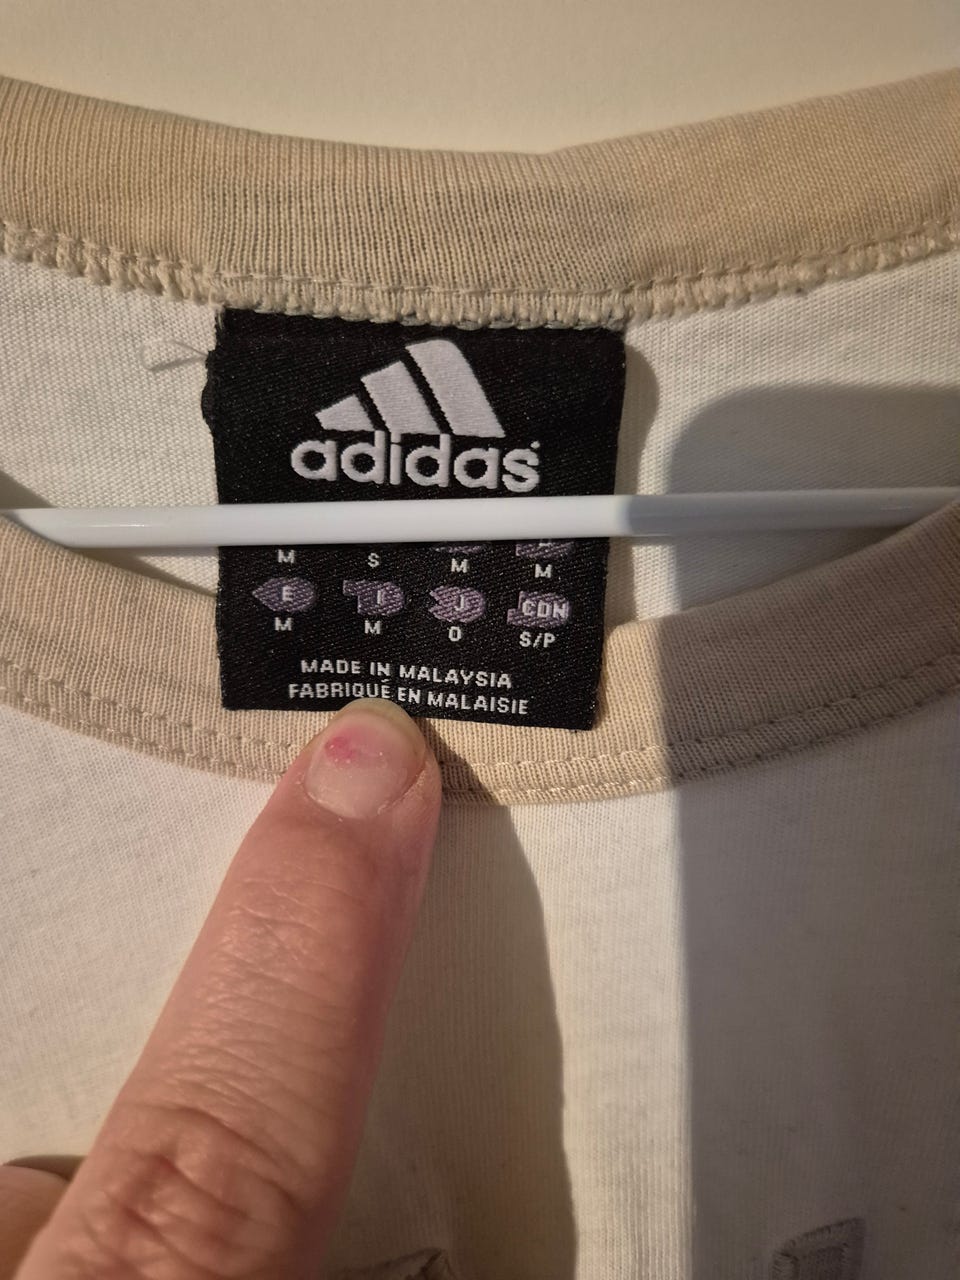 adidas
M S M M
E I J CDN
M M O S/P
MADE IN MALAYSIA
FABRIQUÉ EN MALAISIE